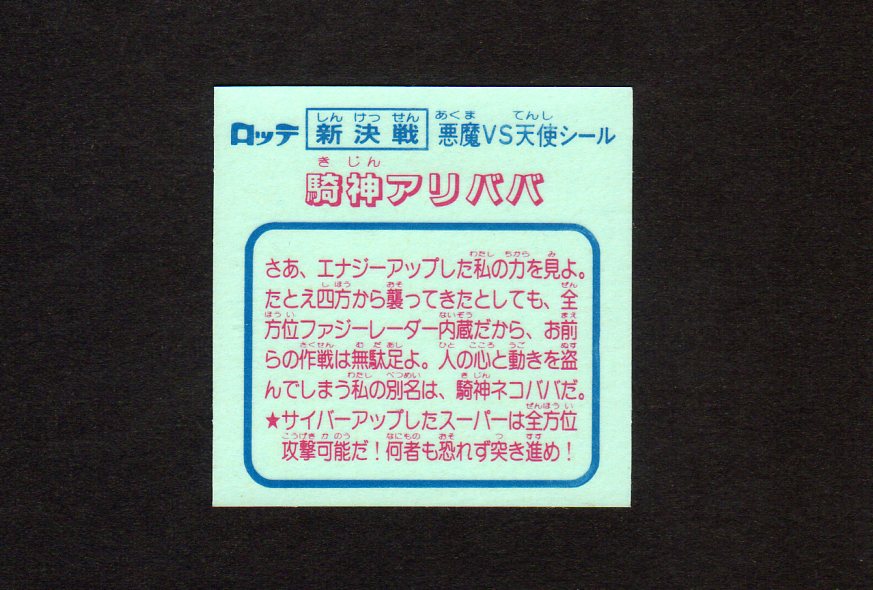 ロッテ 新決戦 悪魔VS天使シール
騎神アリババ
さあ、エナジーアップした私の力を見よ。
たとえ四方から襲ってきたとしても、全
方位ファジーレーダー内蔵だから、お前
らの作戦は無駄足よ。人の心と動きを盗
んでしまう私の別名は、騎神ネコババだ。
★サイバーアップしたスーパーは全方位
攻撃可能だ！何者も恐れず突き進め！